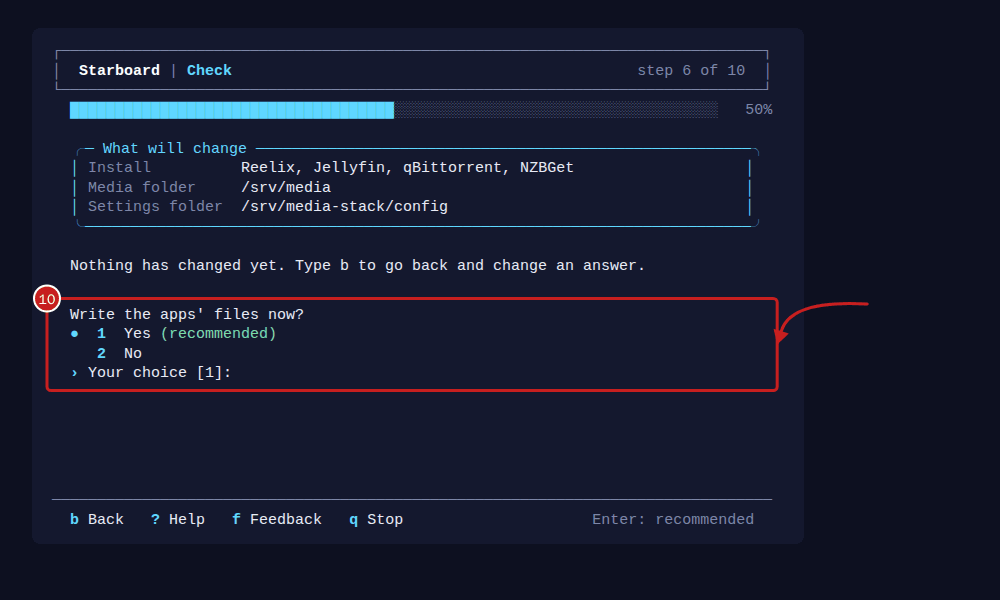 Starboard | Check step 6 of 10
50%
What will change
Install Reelix, Jellyfin, qBittorrent, NZBGet
Media folder /srv/media
Settings folder /srv/media-stack/config
Nothing has changed yet. Type b to go back and change an answer.
10
Write the apps' files now?
● 1 Yes (recommended)
2 No
› Your choice [1]:
b Back ? Help f Feedback q Stop Enter: recommended